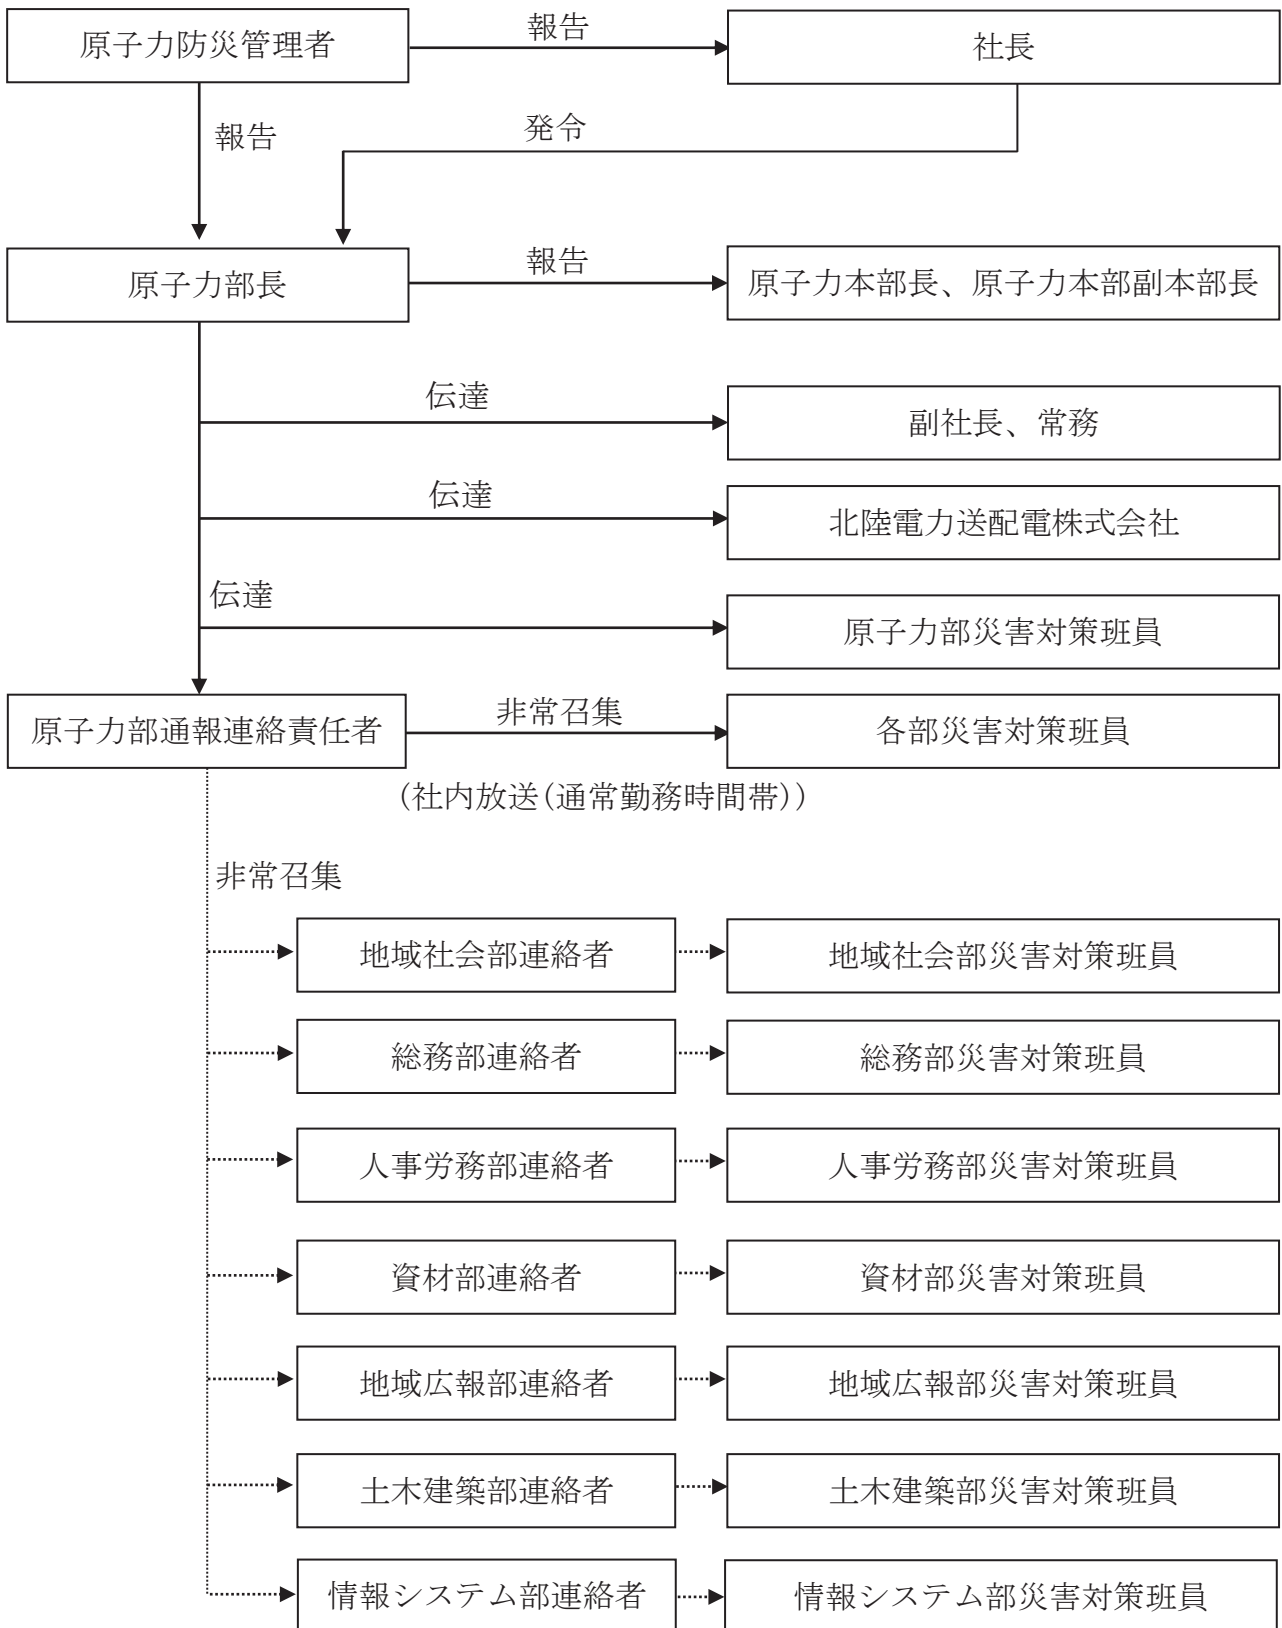 原子力防災管理者
報告
社長
報告
発令
原子力部長
報告
原子力本部長、原子力本部副本部長
伝達
副社長、常務
伝達
北陸電力送配電株式会社
伝達
原子力部災害対策班員
原子力部通報連絡責任者
非常召集
各部災害対策班員
(社内放送(通常勤務時間帯))
非常召集
地域社会部連絡者
地域社会部災害対策班員
総務部連絡者
総務部災害対策班員
人事労務部連絡者
人事労務部災害対策班員
資材部連絡者
資材部災害対策班員
地域広報部連絡者
地域広報部災害対策班員
土木建築部連絡者
土木建築部災害対策班員
情報システム部連絡者
情報システム部災害対策班員